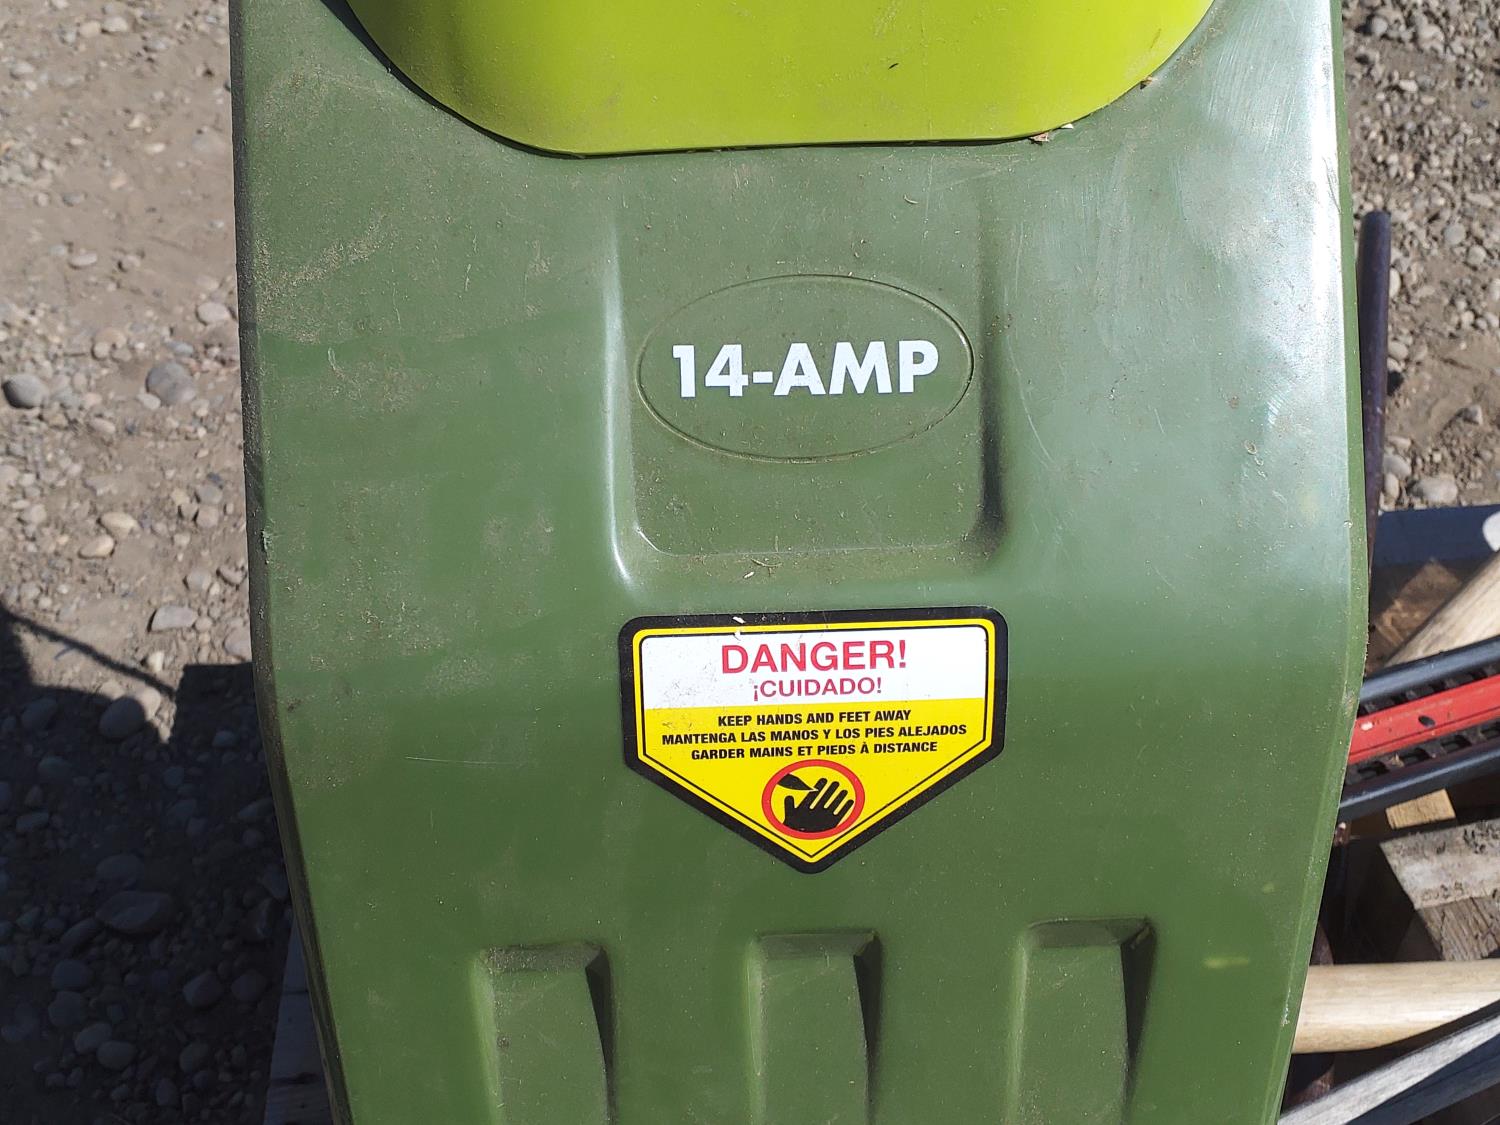 14-AMP
DANGER!
¡CUIDADO!
KEEP HANDS AND FEET AWAY
MANTENGA LAS MANOS Y LOS PIES ALEJADOS
GARDER MAINS ET PIEDS À DISTANCE